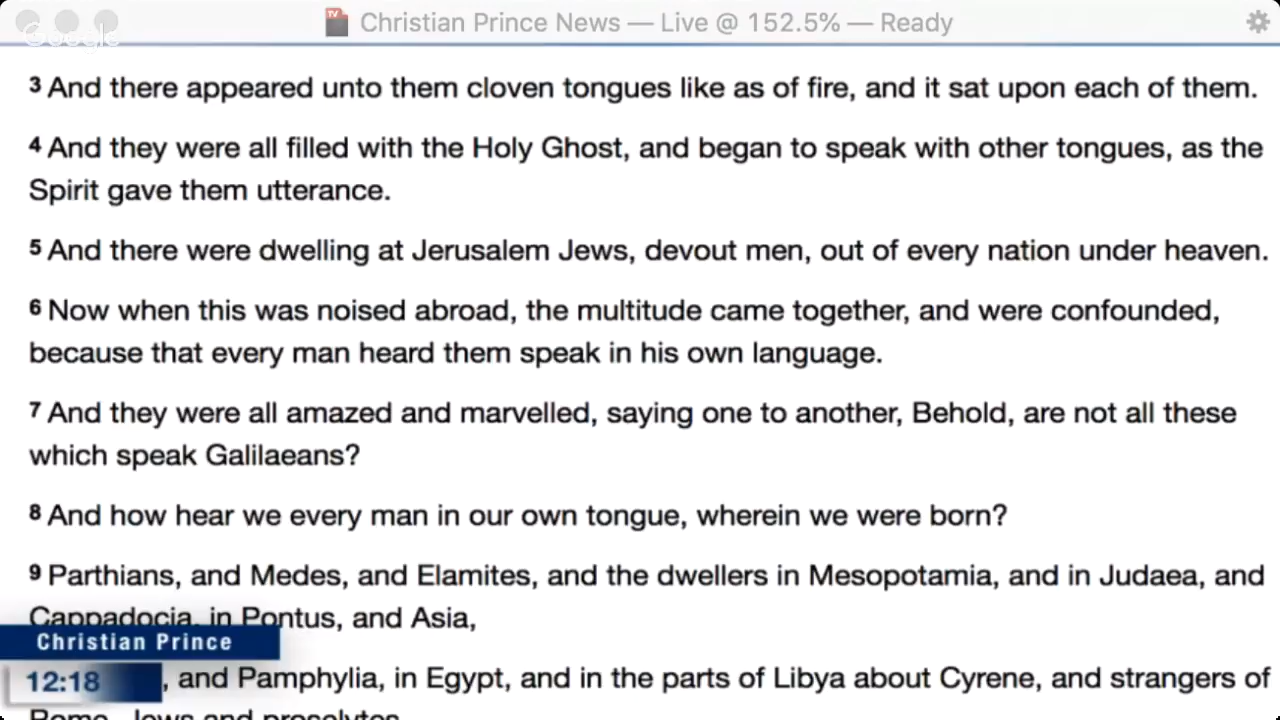 TV Christian Prince News — Live @ 152.5% — Ready
Google
3 And there appeared unto them cloven tongues like as of fire, and it sat upon each of them.
4 And they were all filled with the Holy Ghost, and began to speak with other tongues, as the
Spirit gave them utterance.
5 And there were dwelling at Jerusalem Jews, devout men, out of every nation under heaven.
6 Now when this was noised abroad, the multitude came together, and were confounded,
because that every man heard them speak in his own language.
7 And they were all amazed and marvelled, saying one to another, Behold, are not all these
which speak Galilaeans?
8 And how hear we every man in our own tongue, wherein we were born?
9 Parthians, and Medes, and Elamites, and the dwellers in Mesopotamia, and in Judaea, and
Cappadocia, in Pontus, and Asia,
Christian Prince
12:18 , and Pamphylia, in Egypt, and in the parts of Libya about Cyrene, and strangers of
Rome, Jews and proselytes